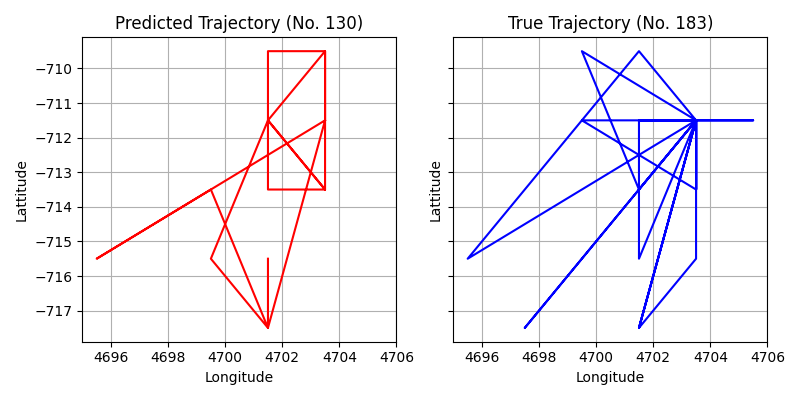 Predicted Trajectory (No. 130)
True Trajectory (No. 183)
Lattitude
−710
−711
−712
−713
−714
−715
−716
−717
4696 4698 4700 4702 4704 4706
Longitude
Lattitude
4696 4698 4700 4702 4704 4706
Longitude